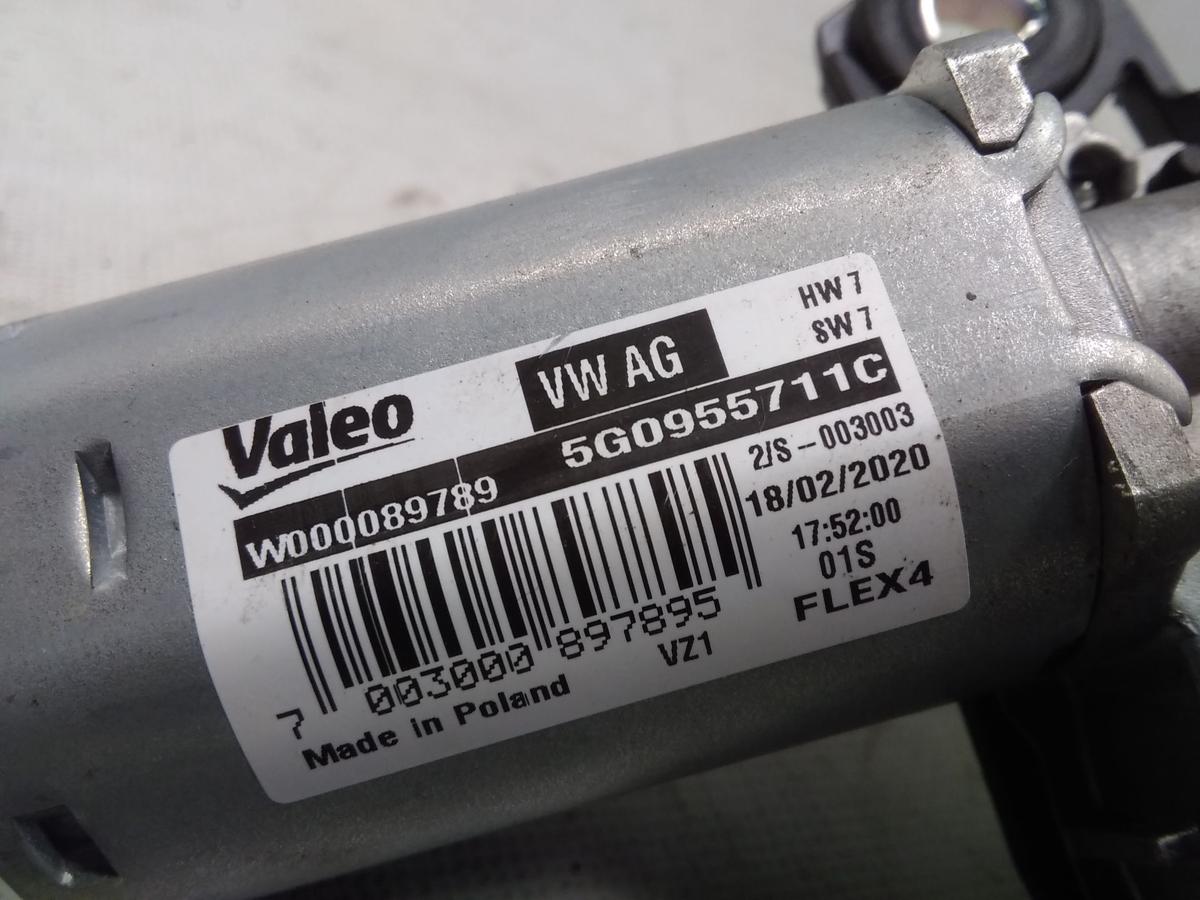 Valeo
VW AG
HW 7
SW 7
W000089789
5G0955711C
2/S-003003
18/02/2020
17:52:00
01S
FLEX4
7 003000 897895
VZ1
Made in Poland